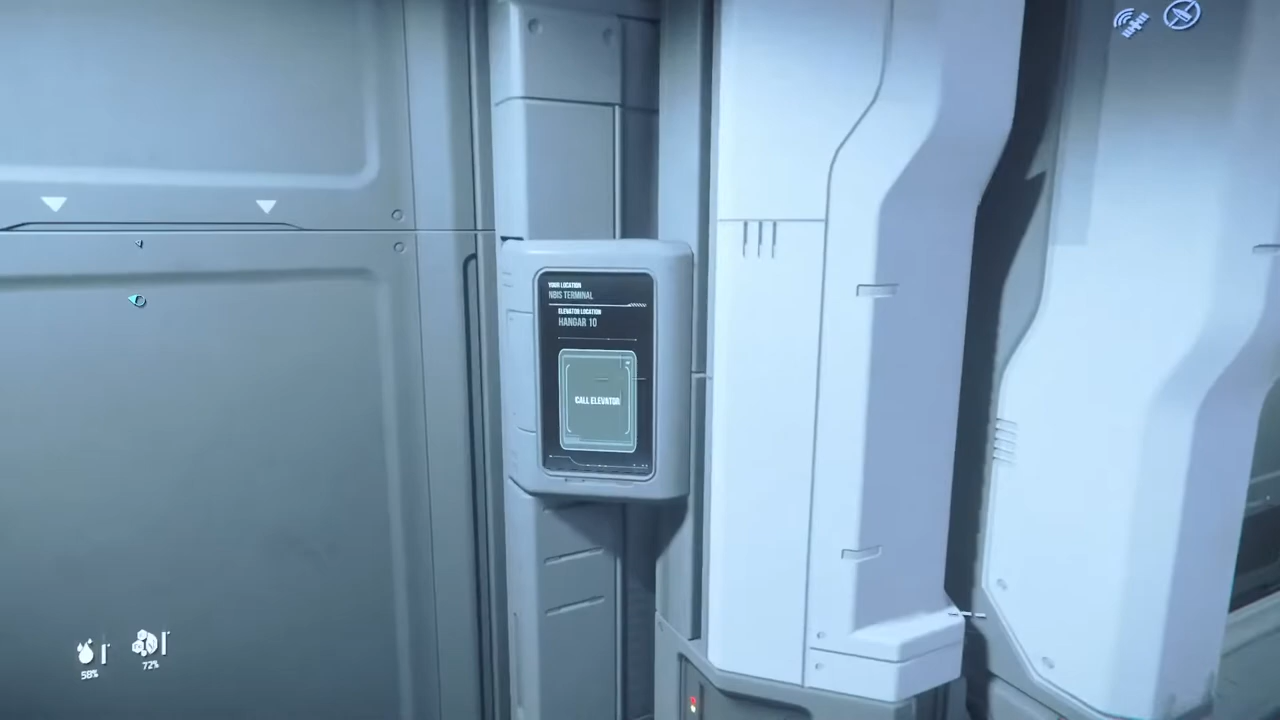 YOUR LOCATION
NBIS TERMINAL
ELEVATOR LOCATION
HANGAR 10
CALL ELEVATOR
58%
72%